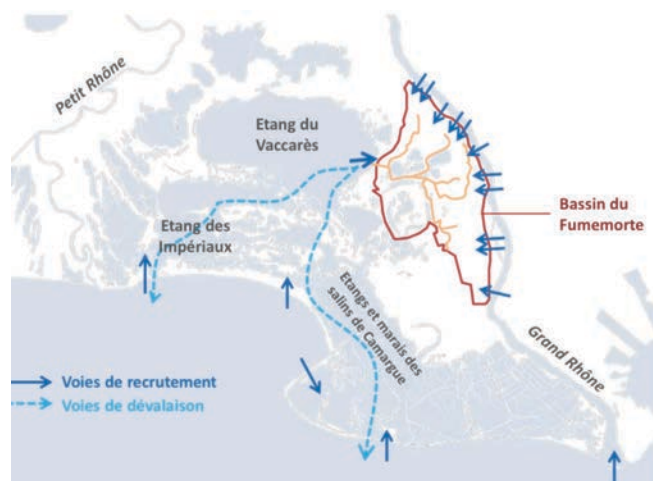 Petit Rhône
Etang du
Vaccarès
Bassin du
Fumemorte
Etang des
Impériaux
Etangs et marais des
salins de Camargue
Grand Rhône
Voies de recrutement
Voies de dévalaison